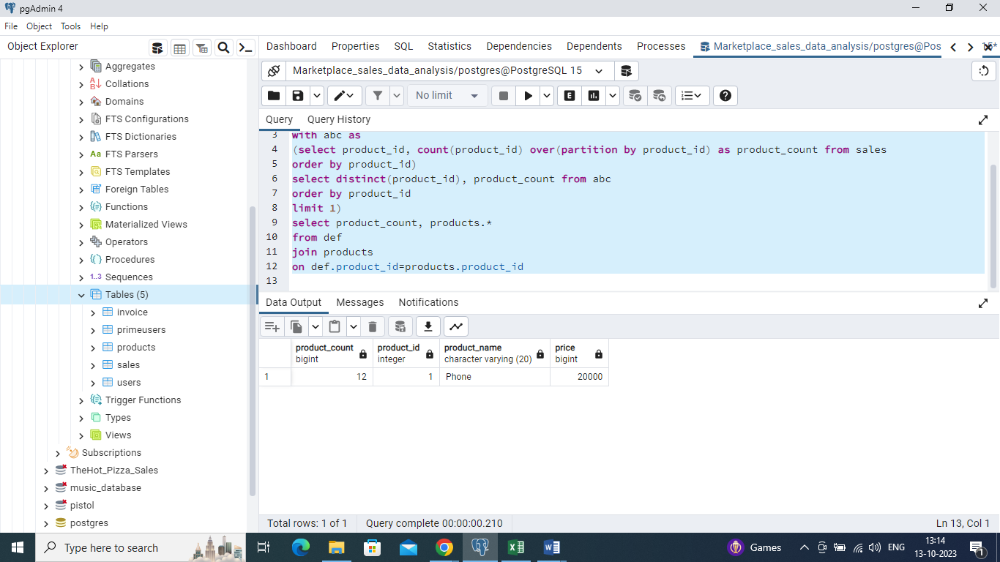 pgAdmin 4
File Object Tools Help
Object Explorer
Dashboard Properties SQL Statistics Dependencies Dependents Processes Marketplace_sales_data_analysis/postgres@Pos
Marketplace_sales_data_analysis/postgres@PostgreSQL 15
No limit
E
Query Query History
3 with abc as
4 (select product_id, count(product_id) over(partition by product_id) as product_count from sales
5 order by product_id)
6 select distinct(product_id), product_count from abc
7 order by product_id
8 limit 1)
9 select product_count, products.*
10 from def
11 join products
12 on def.product_id=products.product_id
13
Aggregates
Collations
Domains
FTS Configurations
FTS Dictionaries
Aa FTS Parsers
FTS Templates
Foreign Tables
Functions
Materialized Views
Operators
Procedures
1..3 Sequences
Tables (5)
invoice
primeusers
products
sales
users
Trigger Functions
Types
Views
Subscriptions
TheHot_Pizza_Sales
music_database
pistol
postgres
Data Output Messages Notifications
product_count bigint product_id integer product_name character varying (20) price bigint
1 12 1 Phone 20000
Total rows: 1 of 1 Query complete 00:00:00.210 Ln 13, Col 1
Type here to search
Games
ENG
13:14
13-10-2023
1